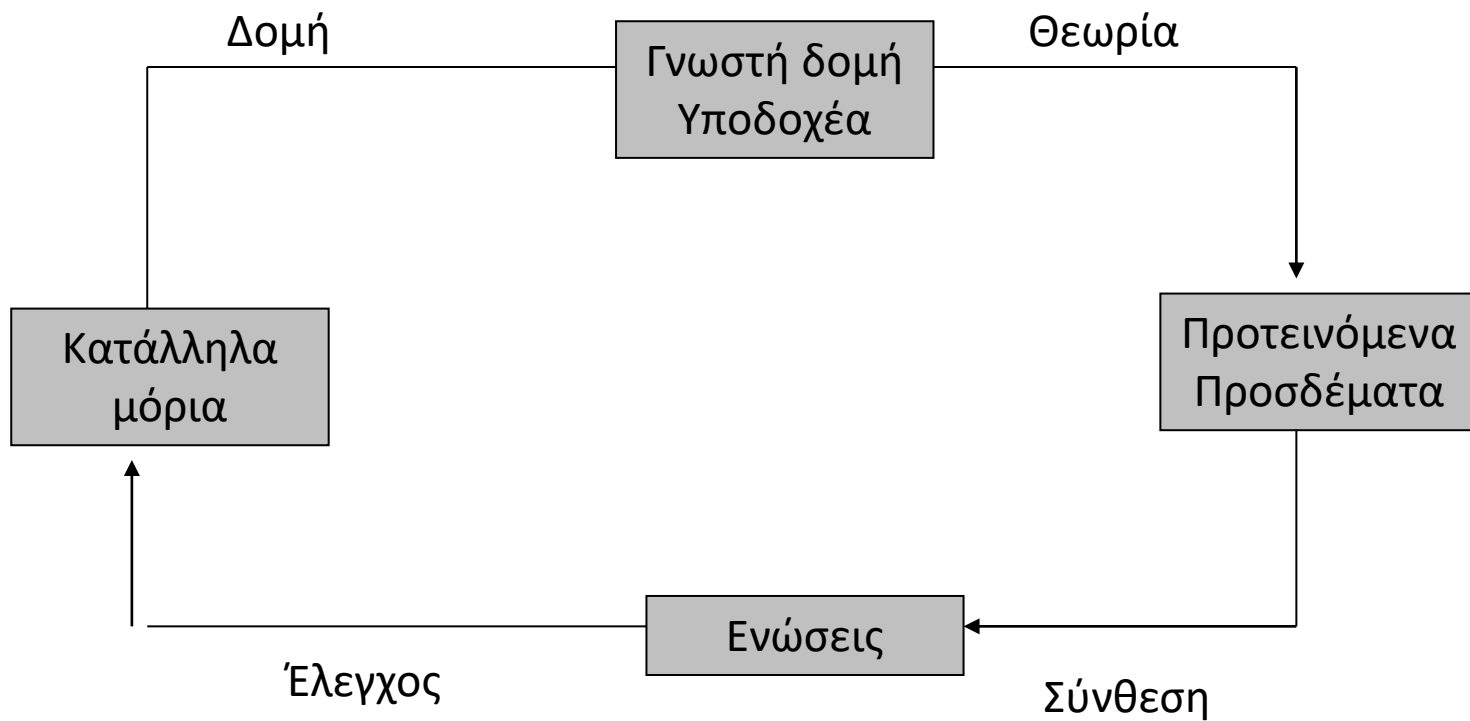 Δομή
Γνωστή δομή
Υποδοχέα
Θεωρία
Κατάλληλα
μόρια
Προτεινόμενα
Προσδέματα
Ενώσεις
Έλεγχος
Σύνθεση